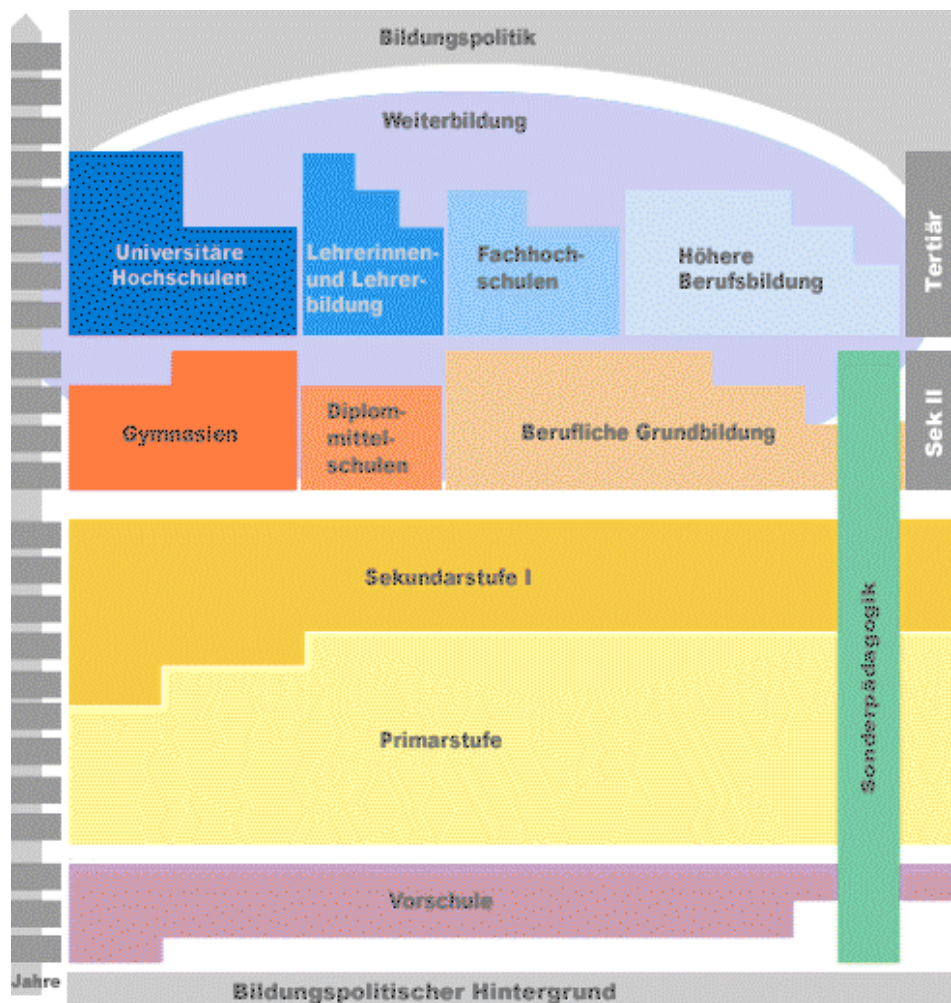 Bildungspolitik
Weiterbildung
Universitäre
Hochschulen
Lehrerinnen-
und Lehrer-
bildung
Fachhoch-
schulen
Höhere
Berufsbildung
Tertiär
Gymnasien
Diplom-
mittel-
schulen
Berufliche Grundbildung
Sek II
Sekundarstufe I
Primarstufe
Sonderpädagogik
Vorschule
Jahre
Bildungspolitischer Hintergrund